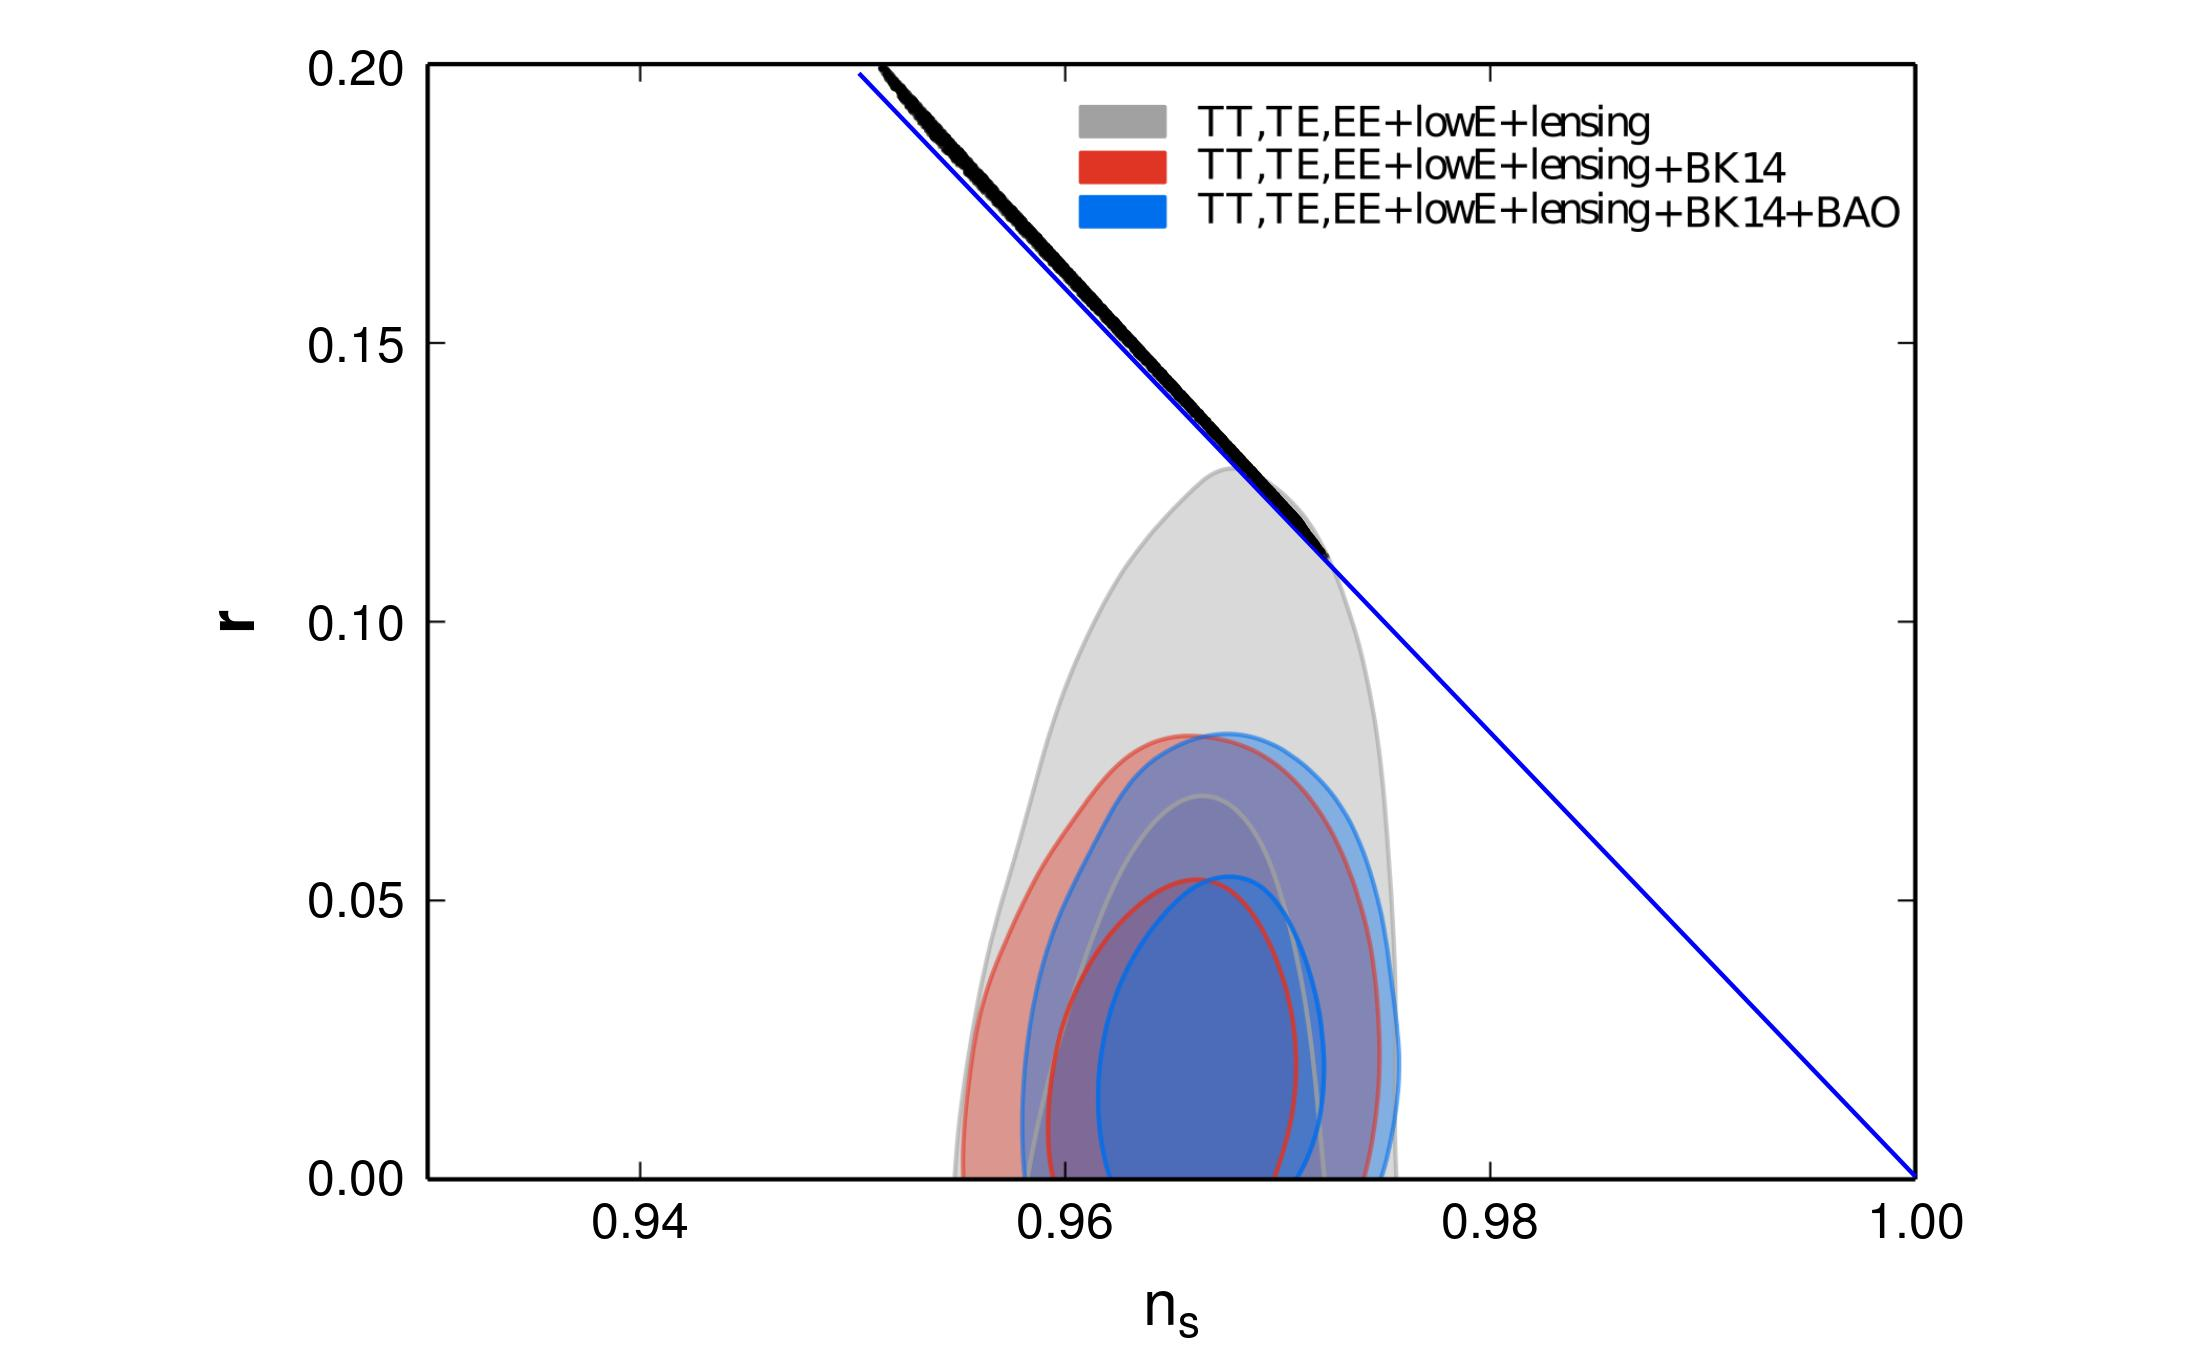 0.20
TT,TE,EE+lowE+lensing
TT,TE,EE+lowE+lensing+BK14
TT,TE,EE+lowE+lensing+BK14+BAO
0.15
r
0.10
0.05
0.00
0.94 0.96 0.98 1.00
ns